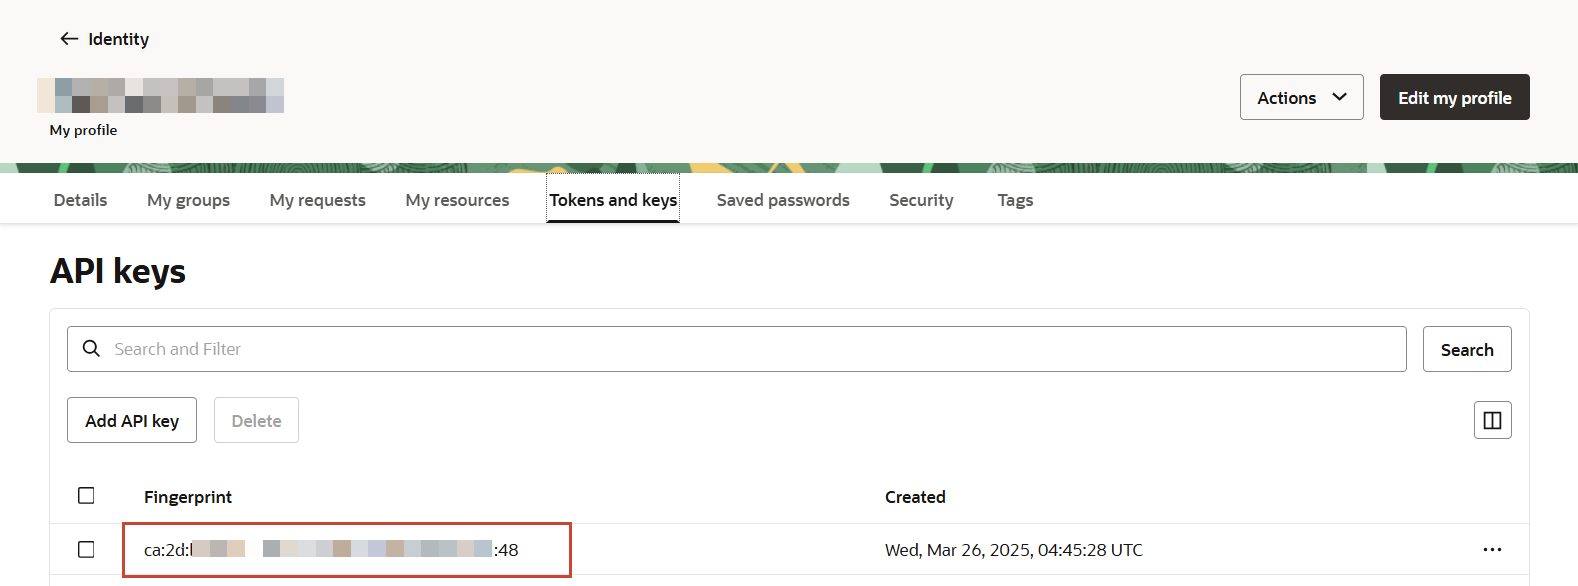 Identity
My profile
Actions
Edit my profile
Details My groups My requests My resources Tokens and keys Saved passwords Security Tags
API keys
Search and Filter
Search
Add API key Delete
Fingerprint Created
ca:2d: :48 Wed, Mar 26, 2025, 04:45:28 UTC